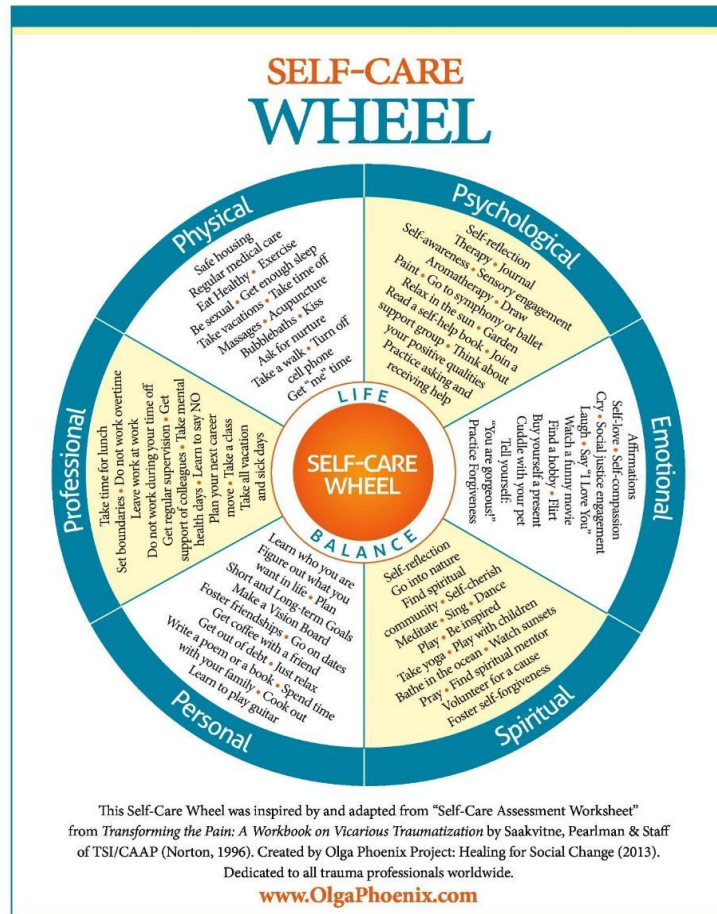 SELF-CARE
WHEEL
Physical
Safe housing
Regular medical care
Eat Healthy • Exercise
Be sexual • Get enough sleep
Take vacations • Take time off
Massages • Acupuncture
Bubblebaths • Kiss
Ask for nurture
Take a walk • Turn off
cell phone
Get "me" time
Psychological
Self-reflection
Therapy • Journal
Self-awareness • Sensory engagement
Aromatherapy • Draw
Paint • Go to symphony or ballet
Relax in the sun • Garden
Read a self-help book • Join a
support group • Think about
your positive qualities
Practice asking and
receiving help
Emotional
Affirmations
Self-love • Self-compassion
Cry • Social justice engagement
Laugh • Say "I Love You"
Watch a funny movie
Find a hobby • Flirt
Buy yourself a present
Cuddle with your pet
Tell yourself:
"You are gorgeous!"
Practice Forgiveness
Spiritual
Self-reflection
Go into nature
Find spiritual
community • Self-cherish
Meditate • Sing • Dance
Play • Be inspired
Take yoga • Play with children
Bathe in the ocean • Watch sunsets
Pray • Find spiritual mentor
Volunteer for a cause
Foster self-forgiveness
Personal
Learn who you are
Figure out what you
want in life • Plan
Short and Long-term Goals
Make a Vision Board
Foster friendships • Go on dates
Get coffee with a friend
Get out of debt • Just relax
Write a poem or a book • Spend time
with your family • Cook out
Learn to play guitar
Professional
Take time for lunch
Set boundaries • Do not work overtime
Leave work at work
Do not work during your time off
Get regular supervision • Get
support of colleagues • Take mental
health days • Learn to say NO
Plan your next career
move • Take a class
Take all vacation
and sick days
LIFE
SELF-CARE
WHEEL
BALANCE
This Self-Care Wheel was inspired by and adapted from "Self-Care Assessment Worksheet"
from Transforming the Pain: A Workbook on Vicarious Traumatization by Saakvitne, Pearlman & Staff
of TSI/CAAP (Norton, 1996). Created by Olga Phoenix Project: Healing for Social Change (2013).
Dedicated to all trauma professionals worldwide.
www.OlgaPhoenix.com